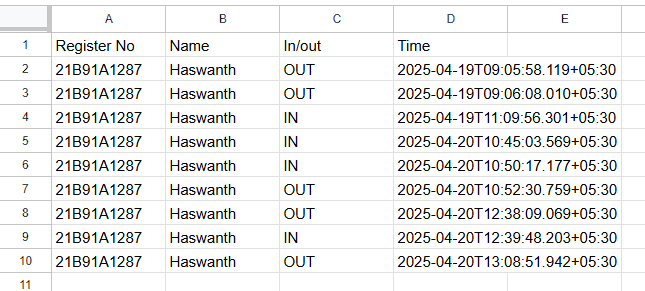 A B C D E
1 Register No Name In/out Time
2 21B91A1287 Haswanth OUT 2025-04-19T09:05:58.119+05:30
3 21B91A1287 Haswanth OUT 2025-04-19T09:06:08.010+05:30
4 21B91A1287 Haswanth IN 2025-04-19T11:09:56.301+05:30
5 21B91A1287 Haswanth IN 2025-04-20T10:45:03.569+05:30
6 21B91A1287 Haswanth IN 2025-04-20T10:50:17.177+05:30
7 21B91A1287 Haswanth OUT 2025-04-20T10:52:30.759+05:30
8 21B91A1287 Haswanth OUT 2025-04-20T12:38:09.069+05:30
9 21B91A1287 Haswanth IN 2025-04-20T12:39:48.203+05:30
10 21B91A1287 Haswanth OUT 2025-04-20T13:08:51.942+05:30
11